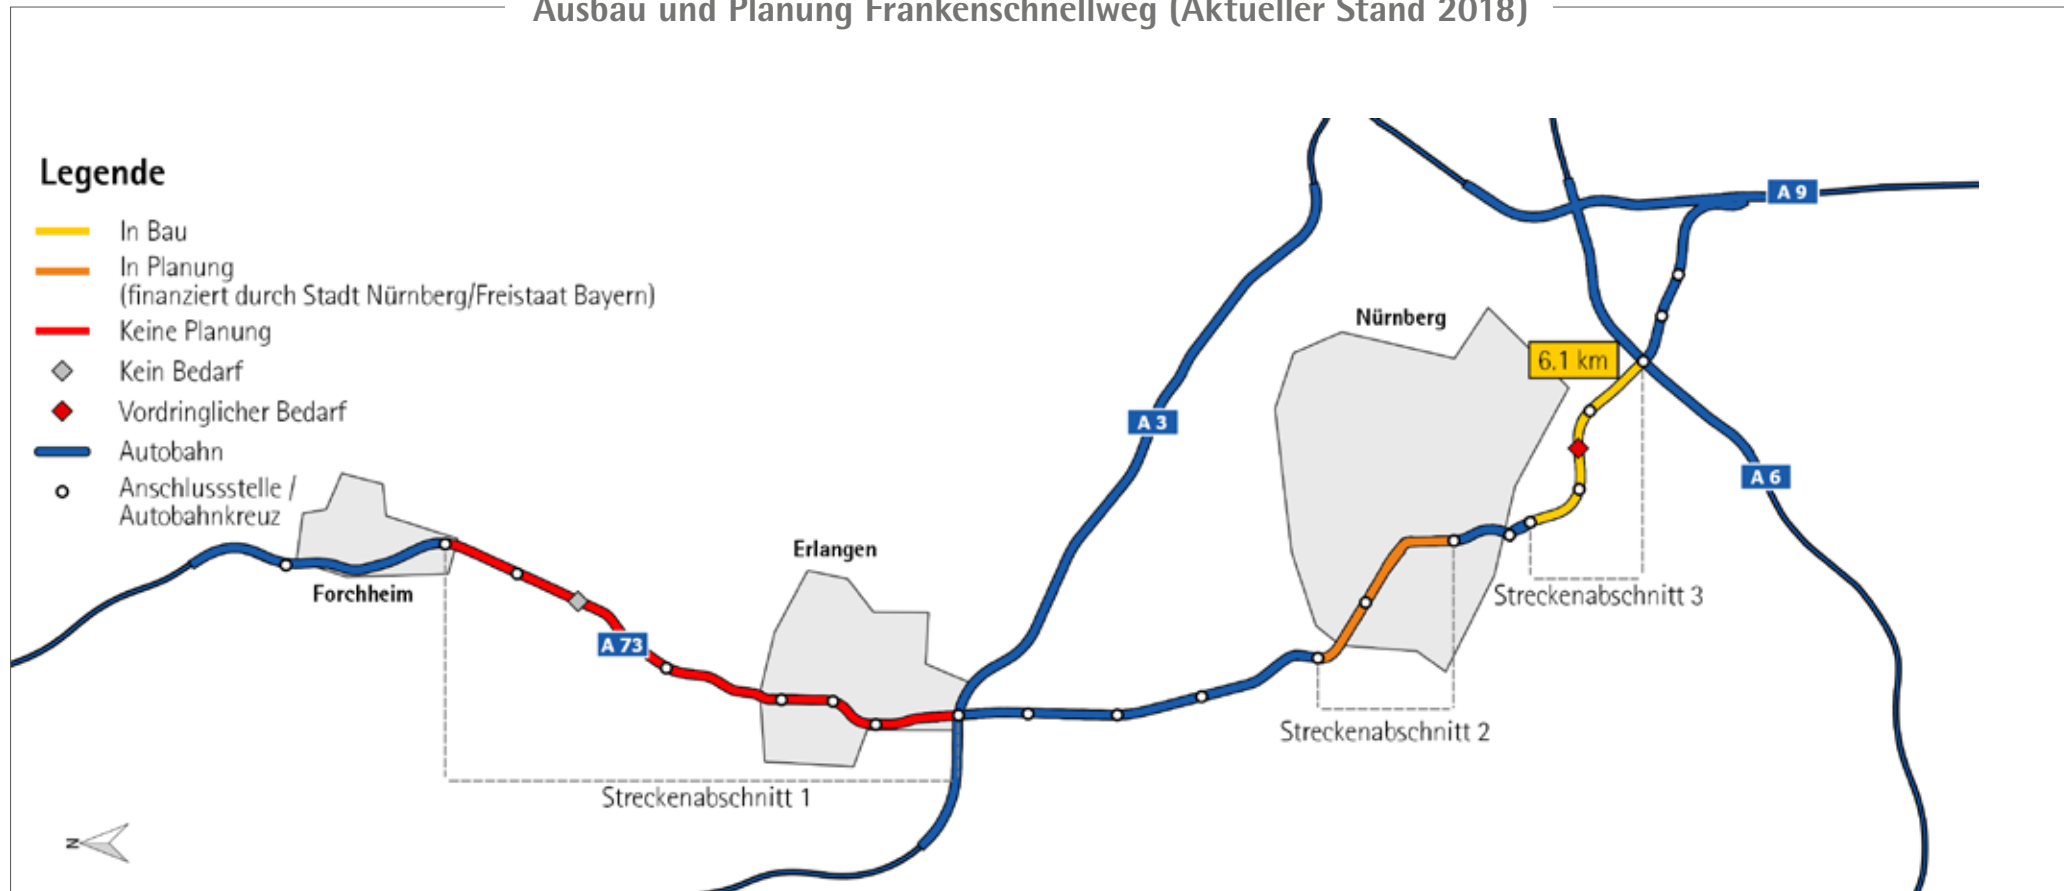 Ausbau und Planung Frankenschnellweg (Aktueller Stand 2018)
Legende
In Bau
In Planung
(finanziert durch Stadt Nürnberg/Freistaat Bayern)
Keine Planung
Kein Bedarf
Vordringlicher Bedarf
Autobahn
Anschlussstelle /
Autobahnkreuz
A 9
Nürnberg
6.1 km
A 3
A 6
Erlangen
Forchheim
Streckenabschnitt 3
A 73
Streckenabschnitt 2
Streckenabschnitt 1
N